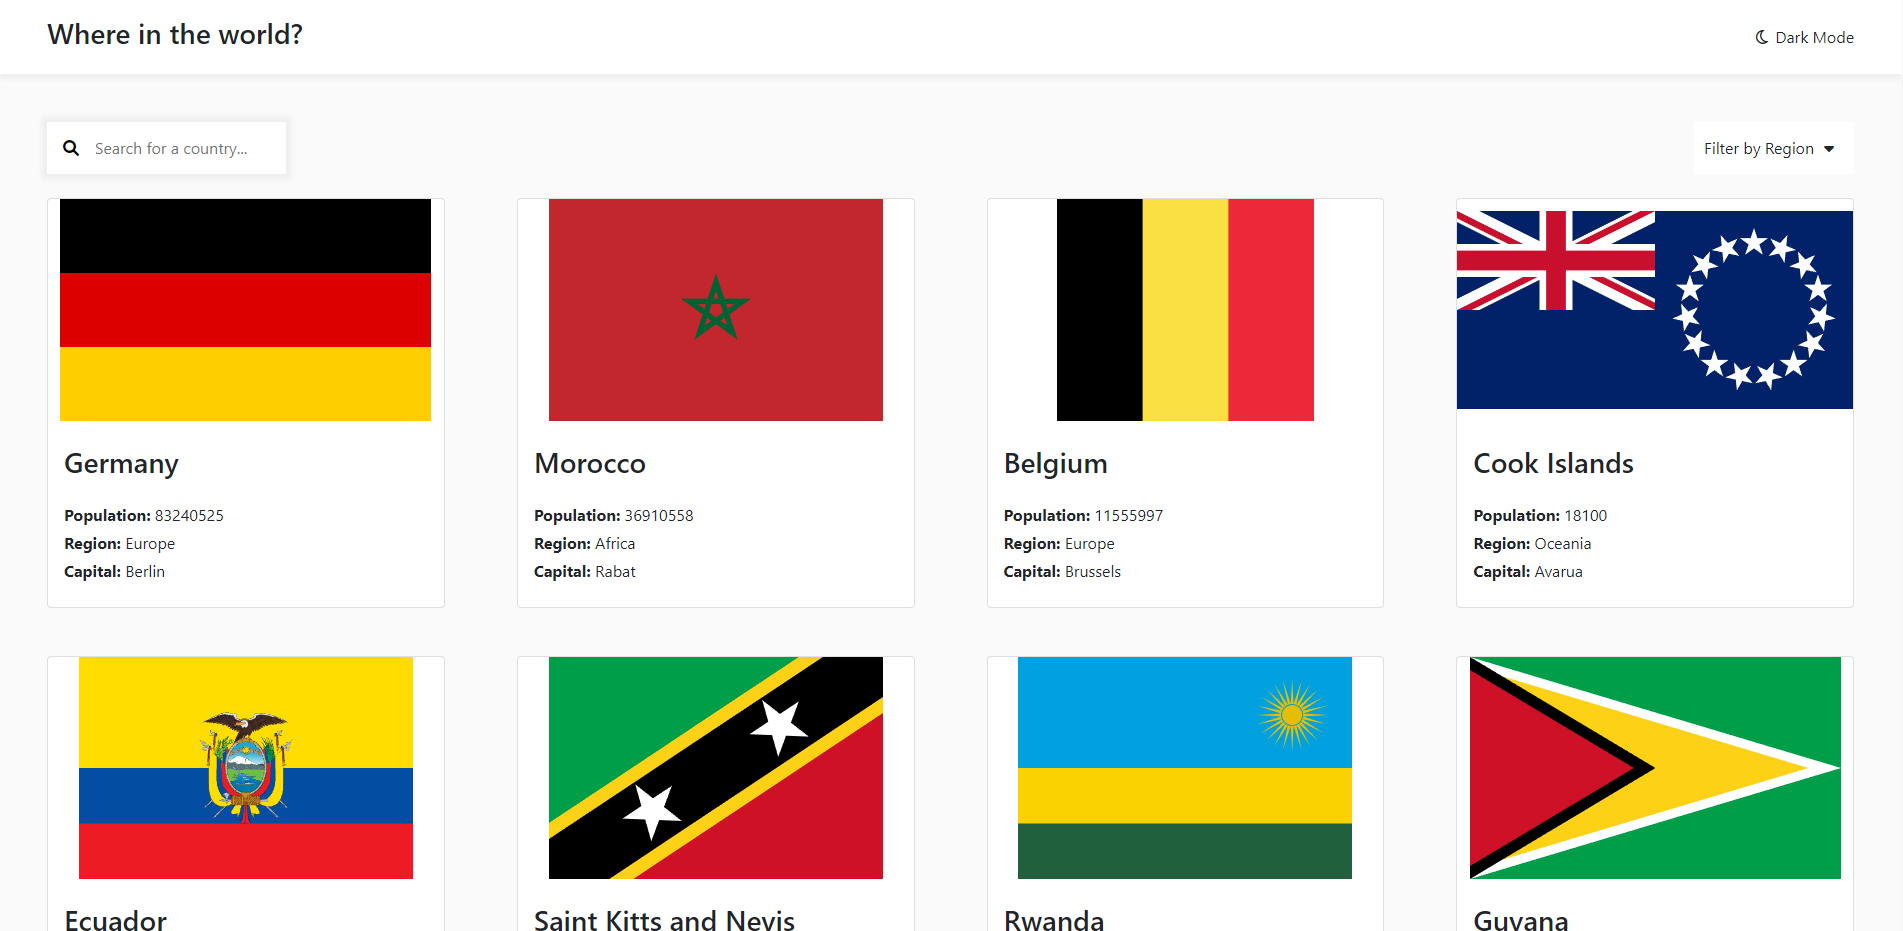 Where in the world?
Dark Mode
Search for a country...
Filter by Region
Germany
Population: 83240525
Region: Europe
Capital: Berlin
Morocco
Population: 36910558
Region: Africa
Capital: Rabat
Belgium
Population: 11555997
Region: Europe
Capital: Brussels
Cook Islands
Population: 18100
Region: Oceania
Capital: Avarua
Ecuador
Saint Kitts and Nevis
Rwanda
Guyana